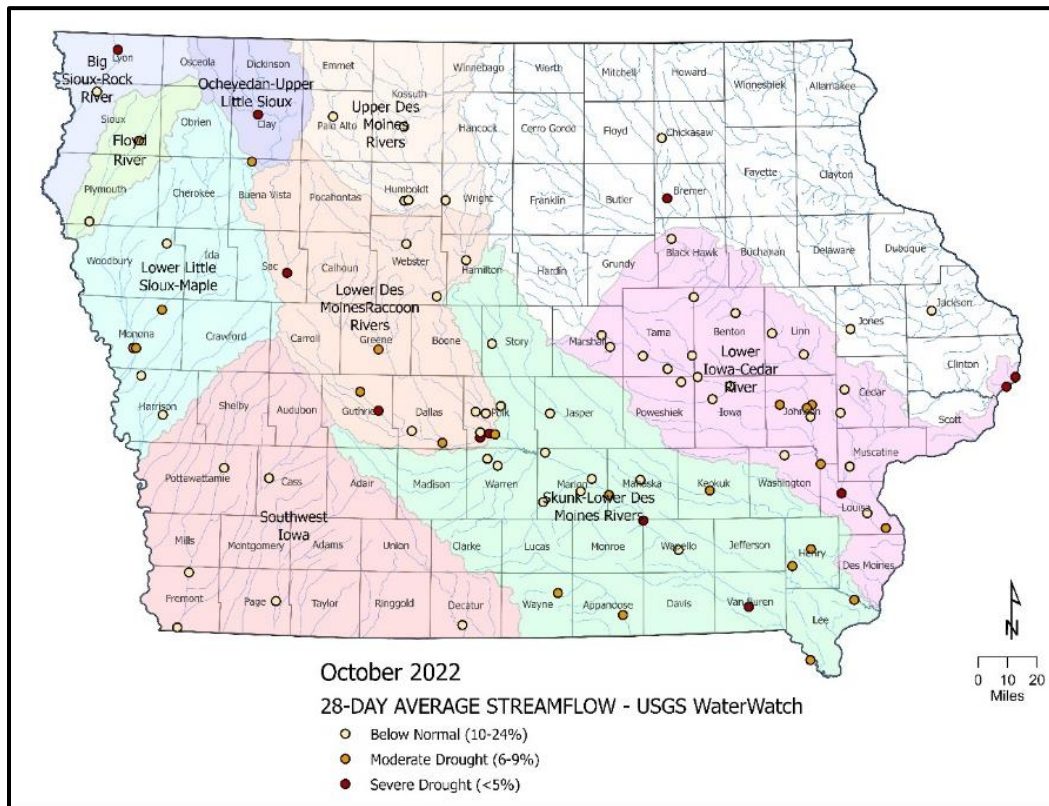 Lyon
Osceola
Dickinson
Emmet
Winnebago
Worth
Mitchell
Howard
Winneshiek
Allamakee
Big
Sioux-Rock
River
Ocheyedan-Upper
Little Sioux
Kossuth
Sioux
Obrien
Clay
Palo Alto
Upper Des
Moines
Rivers
Hancock
Cerro Gordo
Floyd
Chickasaw
Floyd
River
Plymouth
Cherokee
Buena Vista
Pocahontas
Humboldt
Wright
Franklin
Butler
Bremer
Fayette
Clayton
Woodbury
Ida
Sac
Calhoun
Webster
Hamilton
Hardin
Grundy
Black Hawk
Buchanan
Delaware
Dubuque
Lower Little
Sioux-Maple
Lower Des
MoinesRaccoon
Rivers
Monona
Crawford
Carroll
Greene
Boone
Story
Marshall
Tama
Benton
Linn
Jones
Jackson
Lower
Iowa-Cedar
River
Clinton
Harrison
Shelby
Audubon
Guthrie
Dallas
Polk
Jasper
Poweshiek
Iowa
Johnson
Cedar
Scott
Muscatine
Pottawattamie
Cass
Adair
Madison
Warren
Marion
Mahaska
Keokuk
Washington
Louisa
Skunk-Lower Des
Moines Rivers
Southwest
Iowa
Mills
Montgomery
Adams
Union
Clarke
Lucas
Monroe
Wapello
Jefferson
Henry
Des Moines
Fremont
Page
Taylor
Ringgold
Decatur
Wayne
Appanoose
Davis
Van Buren
Lee
N
0 10 20
Miles
October 2022
28-DAY AVERAGE STREAMFLOW - USGS WaterWatch
Below Normal (10-24%)
Moderate Drought (6-9%)
Severe Drought (<5%)